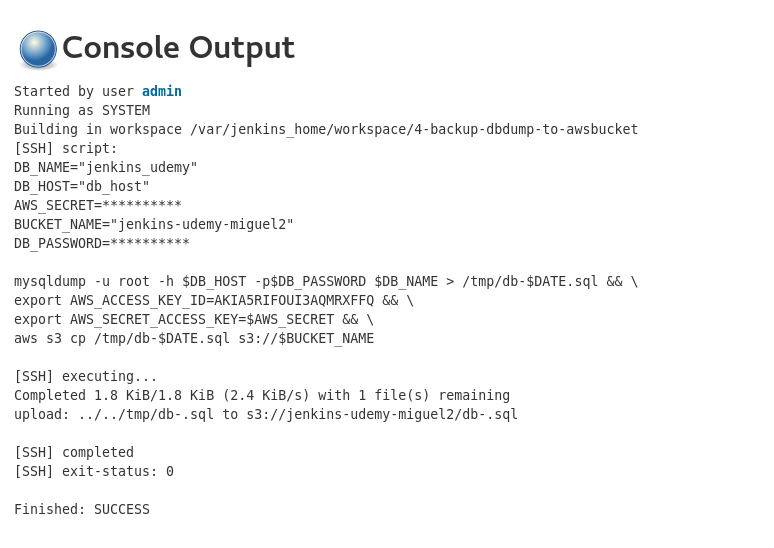 Console Output
Started by user admin
Running as SYSTEM
Building in workspace /var/jenkins_home/workspace/4-backup-dbdump-to-awsbucket
[SSH] script:
DB_NAME="jenkins_udemy"
DB_HOST="db_host"
AWS_SECRET=**********
BUCKET_NAME="jenkins-udemy-miguel2"
DB_PASSWORD=**********
mysqldump -u root -h $DB_HOST -p$DB_PASSWORD $DB_NAME > /tmp/db-$DATE.sql && \
export AWS_ACCESS_KEY_ID=AKIA5RIFOUI3AQMRXFFQ && \
export AWS_SECRET_ACCESS_KEY=$AWS_SECRET && \
aws s3 cp /tmp/db-$DATE.sql s3://$BUCKET_NAME
[SSH] executing...
Completed 1.8 KiB/1.8 KiB (2.4 KiB/s) with 1 file(s) remaining
upload: ../../tmp/db-.sql to s3://jenkins-udemy-miguel2/db-.sql
[SSH] completed
[SSH] exit-status: 0
Finished: SUCCESS